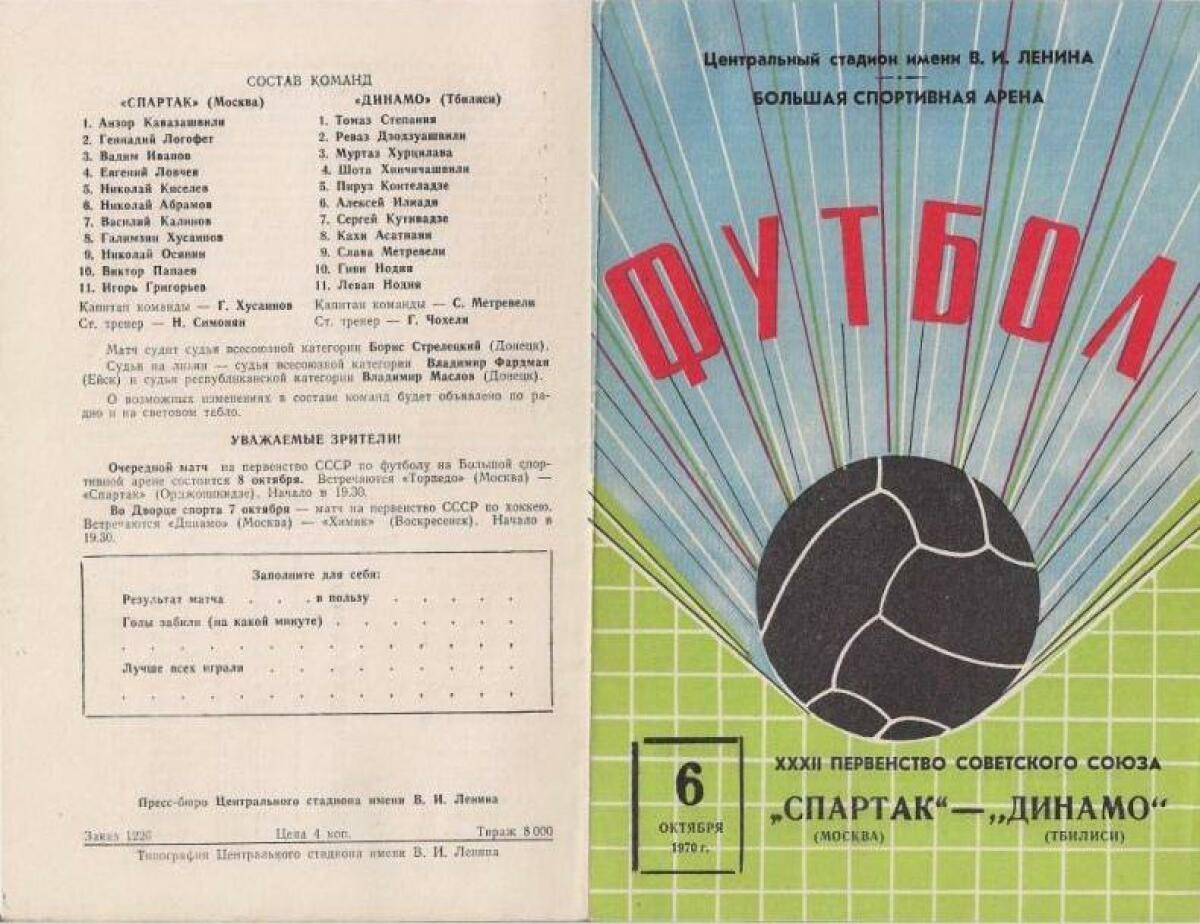 СОСТАВ КОМАНД
«СПАРТАК» (Москва)
1. Анзор Кавазашвили
2. Геннадий Логофет
3. Вадим Иванов
4. Евгений Ловчев
5. Николай Киселев
6. Николай Абрамов
7. Василий Калинов
8. Галимзян Хусаинов
9. Николай Осянин
10. Виктор Папаев
11. Игорь Григорьев
Капитан команды — Г. Хусаинов
Ст. тренер — Н. Симонян
«ДИНАМО» (Тбилиси)
1. Томаз Степания
2. Реваз Дзодзуашвили
3. Муртаз Хурцилава
4. Шота Хинчичашвили
5. Пируз Контеладзе
6. Алексей Илиади
7. Сергей Кутивадзе
8. Кахи Асатиани
9. Слава Метревели
10. Гиви Нодия
11. Леван Нодия
Капитан команды — С. Метревели
Ст. тренер — Г. Чохели
Матч судит судья всесоюзной категории Борис Стрелецкий (Донецк).
Судьи на линии — судья всесоюзной категории Владимир Фардман
(Ейск) и судья республиканской категории Владимир Маслов (Донецк).
О возможных изменениях в составе команд будет объявлено по ра-
дио и на световом табло.
УВАЖАЕМЫЕ ЗРИТЕЛИ!
Очередной матч на первенство СССР по футболу на Большой спор-
тивной арене состоится 8 октября. Встречаются «Торпедо» (Москва) —
«Спартак» (Орджоникидзе). Начало в 19.30.
Во Дворце спорта 7 октября — матч на первенство СССР по хоккею.
Встречаются «Динамо» (Москва) — «Химик» (Воскресенск). Начало в
19.30.
Заполните для себя:
Результат матча . . . в пользу . . . . .
Голы забили (на какой минуте) . . . . . . .
. . . . . . . . . . . . . . .
Лучше всех играли . . . . . . . . .
. . . . . . . . . . . . . . .
Пресс-бюро Центрального стадиона имени В. И. Ленина
Заказ 1226 Цена 4 коп. Тираж 8 000
Типография Центрального стадиона имени В. И. Ленина
Центральный стадион имени В. И. ЛЕНИНА
БОЛЬШАЯ СПОРТИВНАЯ АРЕНА
ФУТБОЛ
6
ОКТЯБРЯ
1970 г.
XXXII ПЕРВЕНСТВО СОВЕТСКОГО СОЮЗА
„СПАРТАК“ — „ДИНАМО“
(МОСКВА) (ТБИЛИСИ)